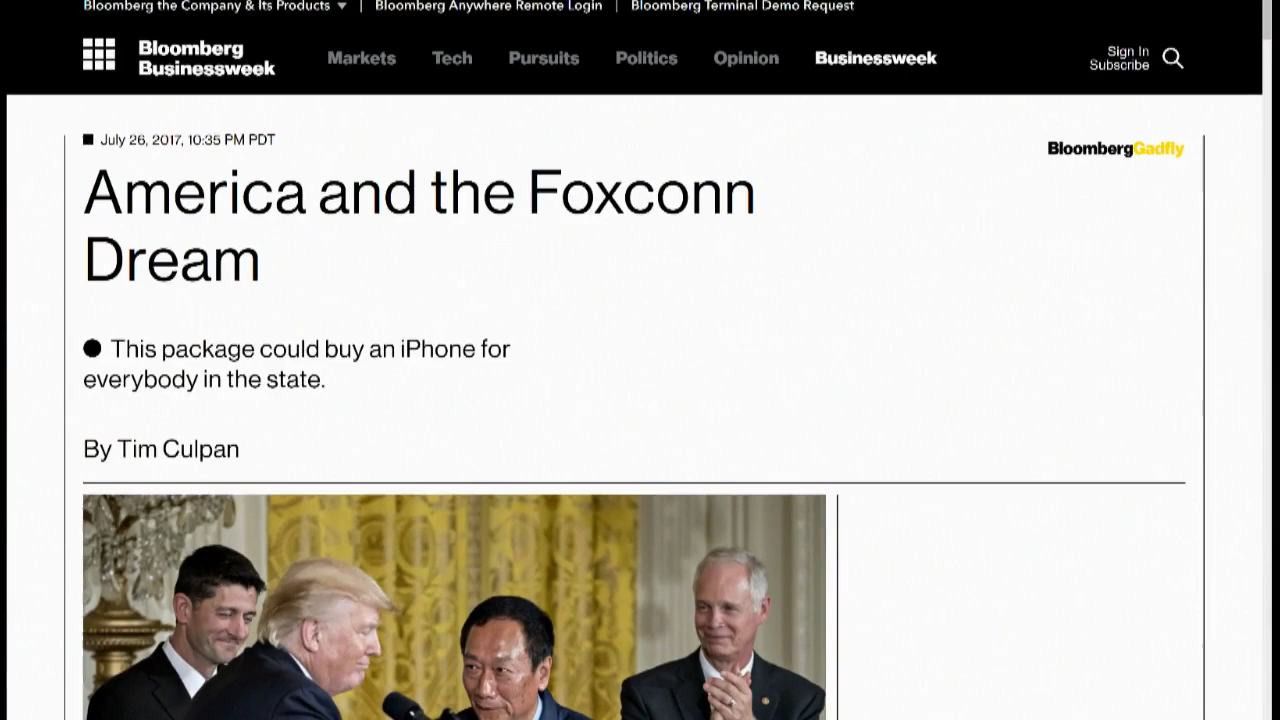 Bloomberg the Company & Its Products
Bloomberg Anywhere Remote Login
Bloomberg Terminal Demo Request
Bloomberg
Businessweek
Markets
Tech
Pursuits
Politics
Opinion
Businessweek
Sign In
Subscribe
July 26, 2017, 10:35 PM PDT
BloombergGadfly
America and the Foxconn
Dream
This package could buy an iPhone for
everybody in the state.
By Tim Culpan